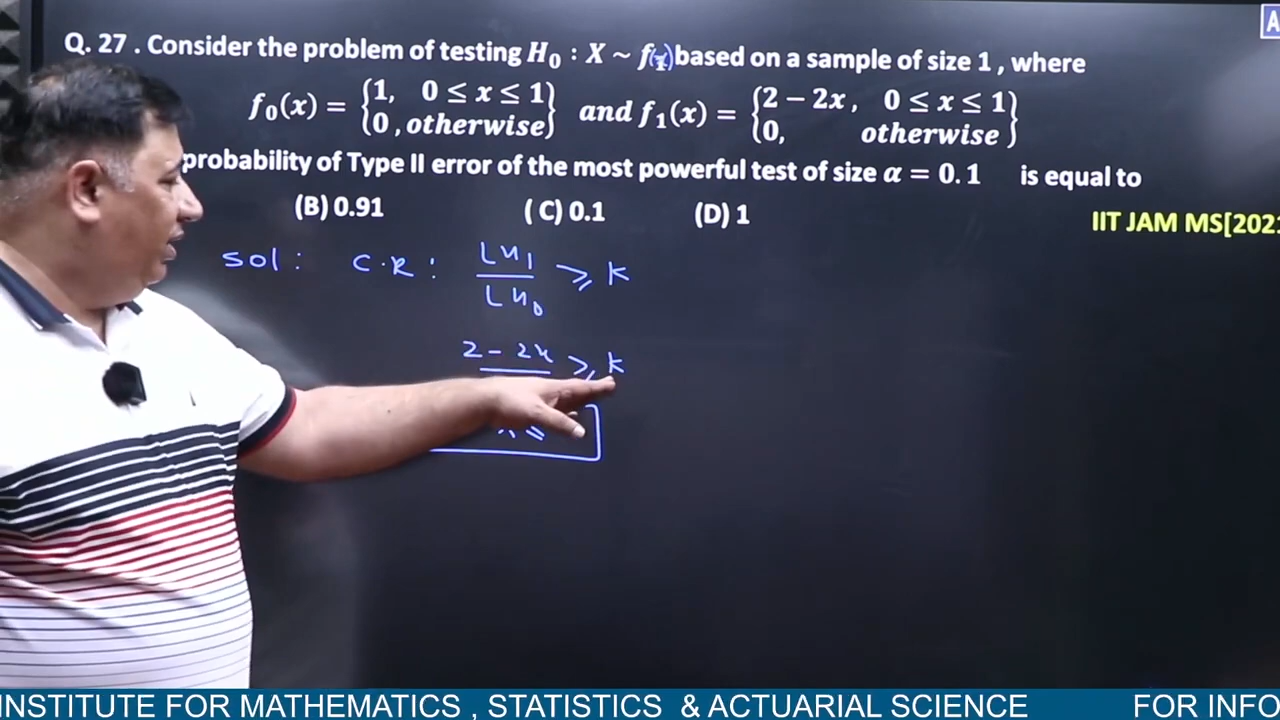 Q. 27 . Consider the problem of testing H₀ : X ~ f(x) based on a sample of size 1 , where
f₀(x) = {1, 0 ≤ x ≤ 1 and f₁(x) = {2 − 2x , 0 ≤ x ≤ 1
{0 , otherwise} {0, otherwise}
probability of Type II error of the most powerful test of size α = 0.1 is equal to
(B) 0.91 ( C) 0.1 (D) 1
IIT JAM MS[202
Sol : C.R : LH₁ / LH₀ ≥ K
2 - 2x ≥ K
x ≤
INSTITUTE FOR MATHEMATICS , STATISTICS & ACTUARIAL SCIENCE FOR INFO